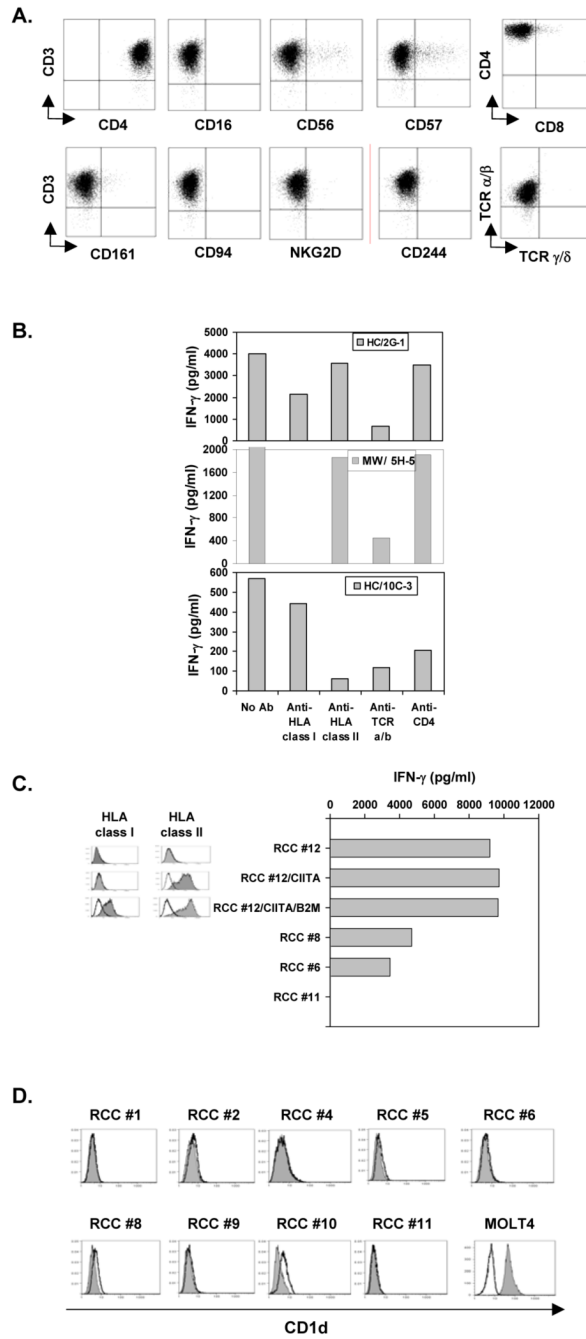 A.
CD3
CD4
CD16
CD56
CD57
CD4
CD8
CD3
CD161
CD94
NKG2D
CD244
TCR α/β
TCR γ/δ
B.
IFN-γ (pg/ml)
5000
4000
3000
2000
1000
0
HC/2G-1
IFN-γ (pg/ml)
2000
1600
1200
800
400
0
MW/ 5H-5
IFN-γ (pg/ml)
600
500
400
300
200
100
0
HC/10C-3
No Ab
Anti-
HLA
class I
Anti-
HLA
class II
Anti-
TCR
a/b
Anti-
CD4
C.
HLA
class I
HLA
class II
IFN-γ (pg/ml)
0 2000 4000 6000 8000 10000 12000
RCC #12
RCC #12/CIITA
RCC #12/CIITA/B2M
RCC #8
RCC #6
RCC #11
D.
RCC #1
RCC #2
RCC #4
RCC #5
RCC #6
RCC #8
RCC #9
RCC #10
RCC #11
MOLT4
CD1d